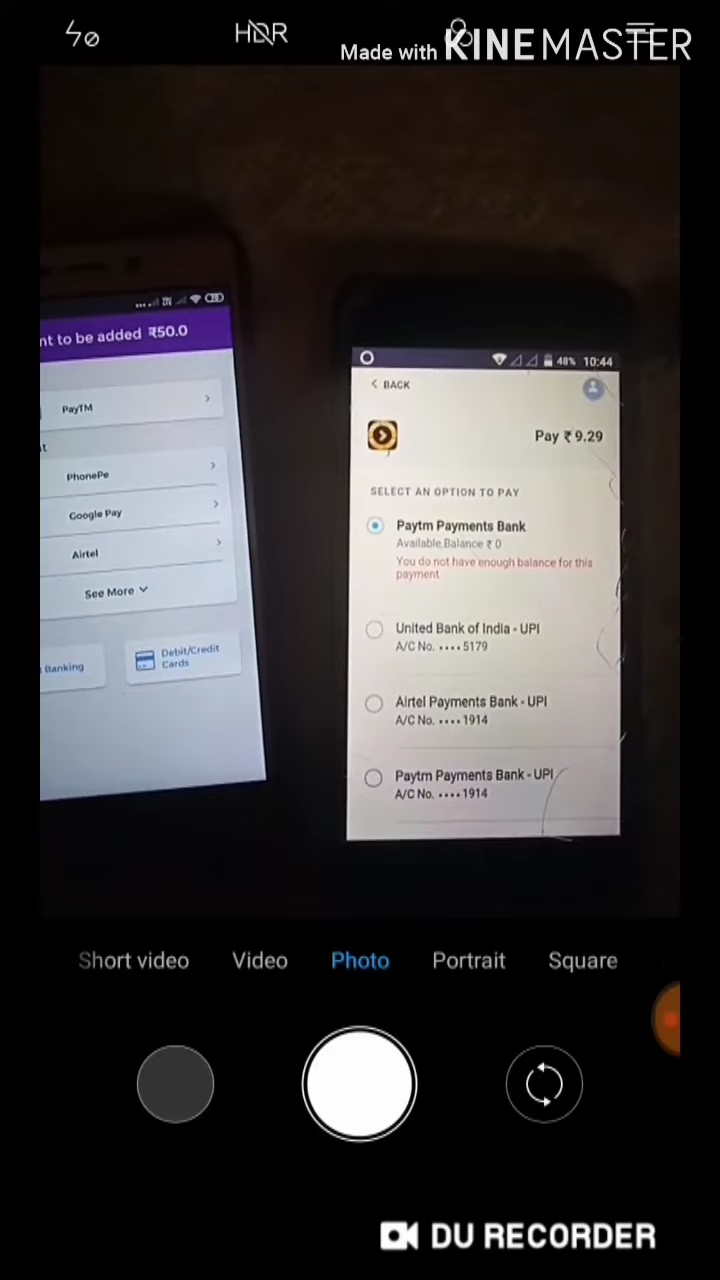 HDR
Made with KINEMASTER
nt to be added ₹50.0
PayTM
t
PhonePe
Google Pay
Airtel
See More
Banking
Debit/Credit
Cards
48% 10:44
BACK
Pay ₹ 9.29
SELECT AN OPTION TO PAY
Paytm Payments Bank
Available Balance ₹ 0
You do not have enough balance for this
payment
United Bank of India - UPI
A/C No. •••• 5179
Airtel Payments Bank - UPI
A/C No. •••• 1914
Paytm Payments Bank - UPI
A/C No. •••• 1914
Short video
Video
Photo
Portrait
Square
DU RECORDER